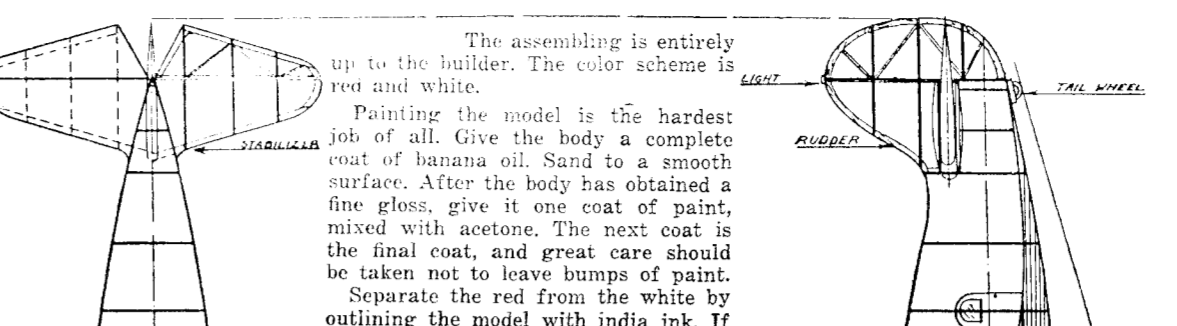 The assembling is entirely
up to the builder. The color scheme is
red and white.
Painting the model is the hardest
job of all. Give the body a complete
coat of banana oil. Sand to a smooth
surface. After the body has obtained a
fine gloss, give it one coat of paint,
mixed with acetone. The next coat is
the final coat, and great care should
be taken not to leave bumps of paint.
Separate the red from the white by
outlining the model with india ink. If
STABILIZER
LIGHT
TAIL WHEEL
RUDDER